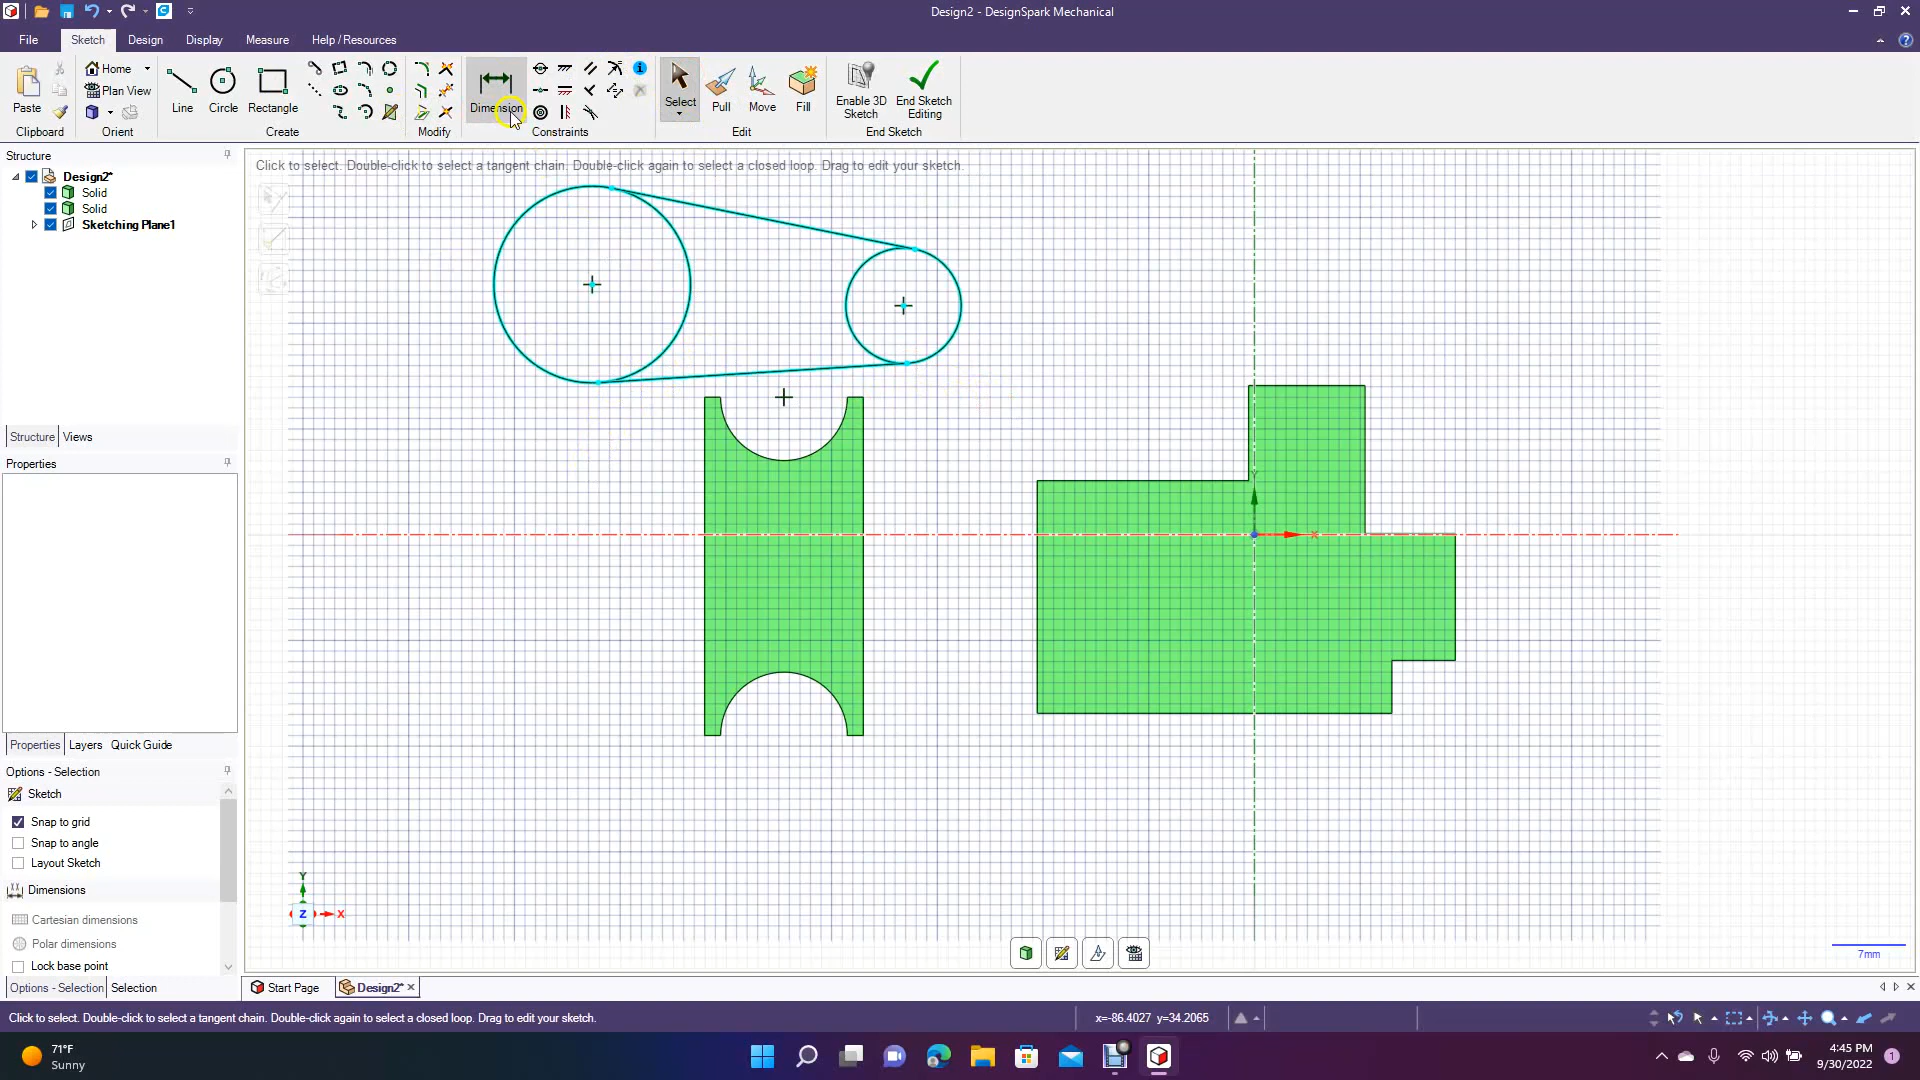 Design2 - DesignSpark Mechanical
File Sketch Design Display Measure Help / Resources
Paste
Home
Plan View
Line Circle Rectangle
Dimension
Select Pull Move Fill
Enable 3D Sketch
End Sketch Editing
Clipboard Orient Create Modify Constraints Edit End Sketch
Structure
Design2*
Solid
Solid
Sketching Plane1
Structure Views
Properties
Properties Layers Quick Guide
Options - Selection
Sketch
Snap to grid
Snap to angle
Layout Sketch
Dimensions
Cartesian dimensions
Polar dimensions
Lock base point
Options - Selection Selection
Click to select. Double-click to select a tangent chain. Double-click again to select a closed loop. Drag to edit your sketch.
Y
X
Y
Z
X
7mm
Start Page Design2*
Click to select. Double-click to select a tangent chain. Double-click again to select a closed loop. Drag to edit your sketch.
x=-86.4027 y=34.2065
71°F
Sunny
4:45 PM
9/30/2022
1